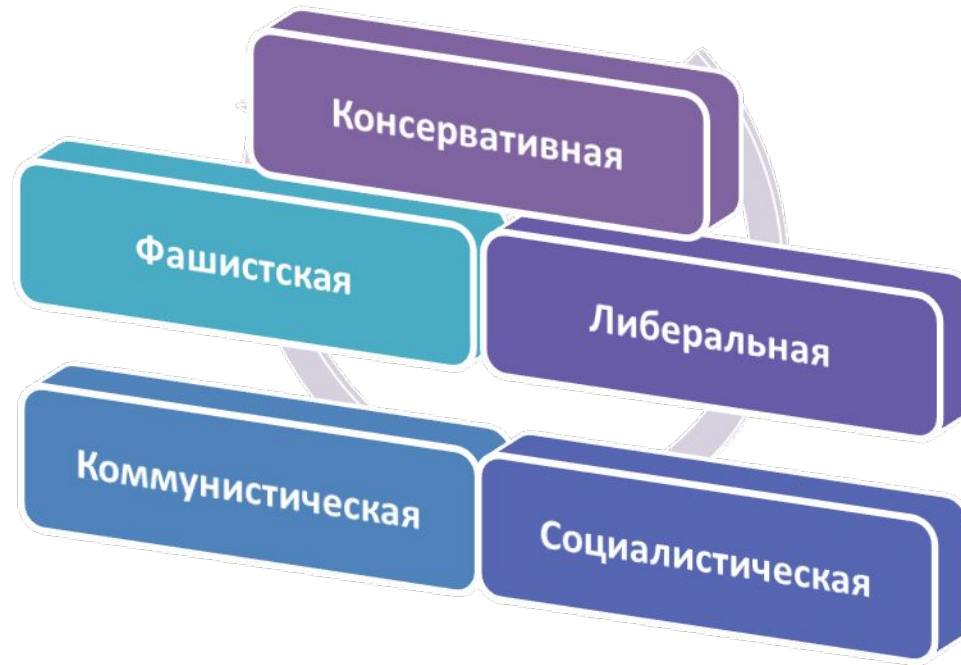 Консервативная
Фашистская
Либеральная
Коммунистическая
Социалистическая